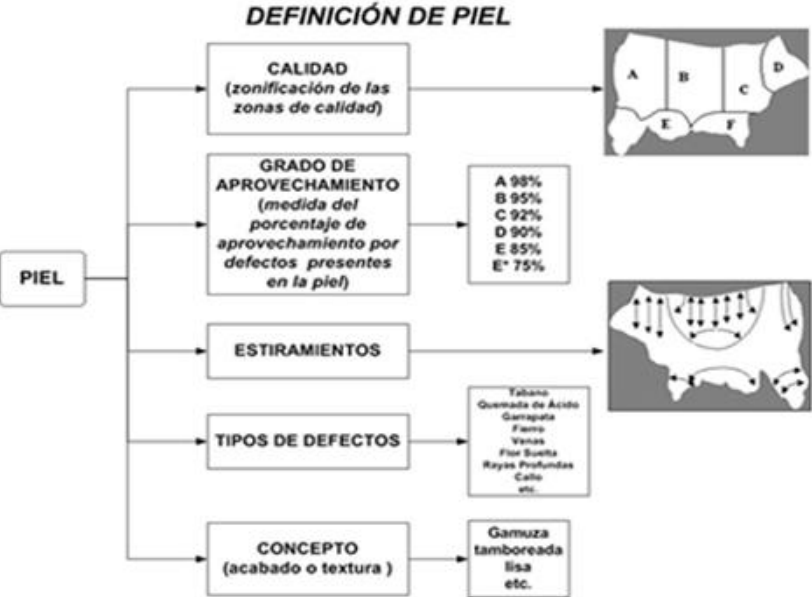 DEFINICIÓN DE PIEL
PIEL
CALIDAD
(zonificación de las
zonas de calidad)
A
B
C
D
E
F
GRADO DE
APROVECHAMIENTO
(medida del
porcentaje de
aprovechamiento por
defectos presentes
en la piel)
A 98%
B 95%
C 92%
D 90%
E 85%
E* 75%
ESTIRAMIENTOS
TIPOS DE DEFECTOS
Tabano
Quemada de Ácido
Garrapata
Fierro
Venas
Flor Suelta
Rayas Profundas
Callo
etc.
CONCEPTO
(acabado o textura )
Gamuza
tamboreada
lisa
etc.